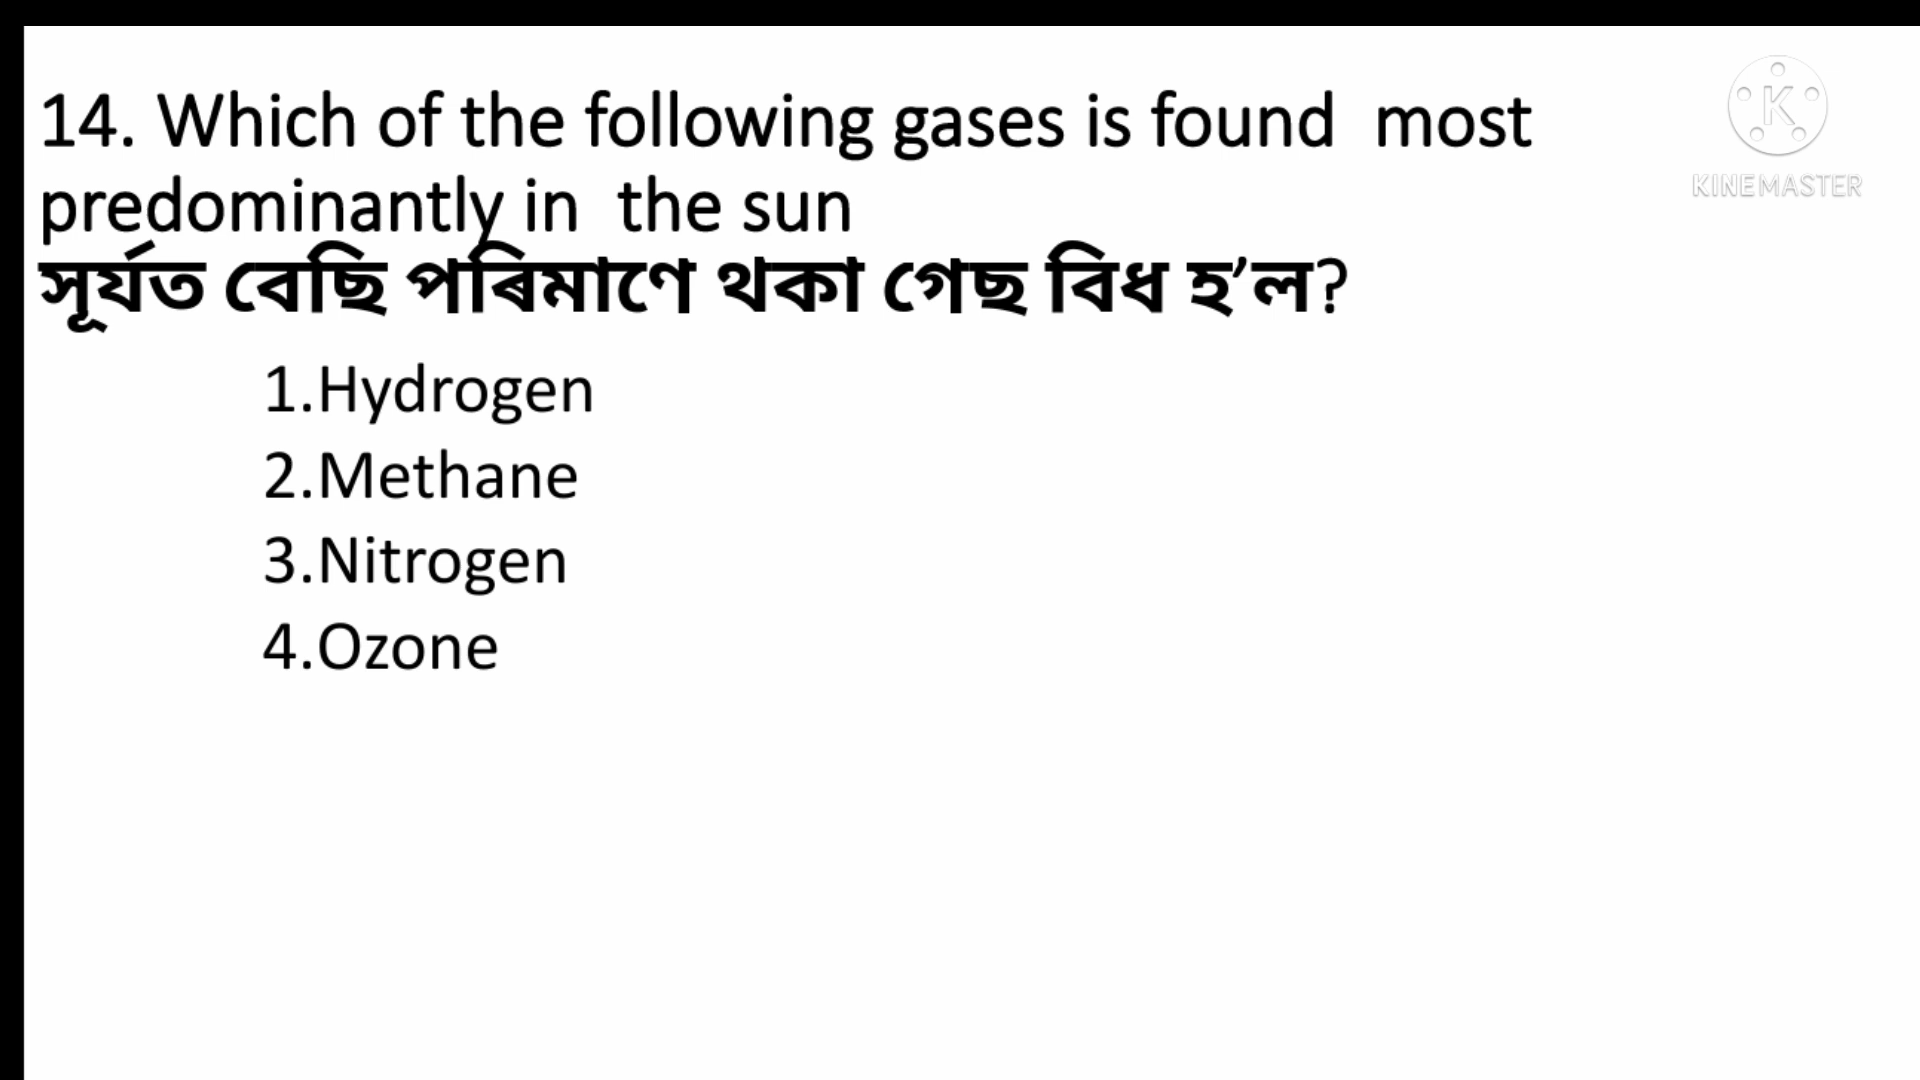 14. Which of the following gases is found  most
predominantly in  the sun
সূৰ্যত বেছি পৰিমাণে থকা গেছ বিধ হ’ল?
1.Hydrogen
2.Methane
3.Nitrogen
4.Ozone
K
KINEMASTER